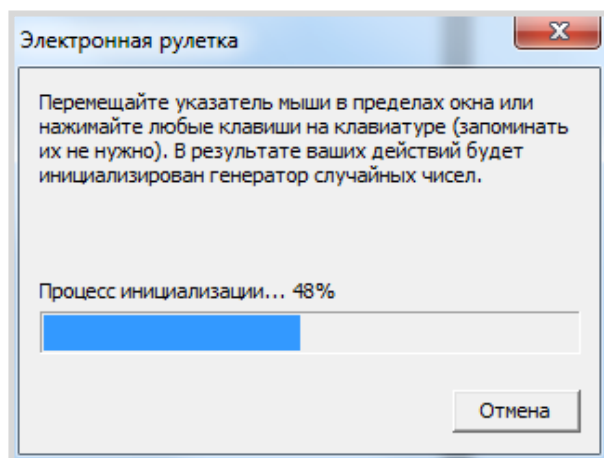 Электронная рулетка
Перемещайте указатель мыши в пределах окна или
нажимайте любые клавиши на клавиатуре (запоминать
их не нужно). В результате ваших действий будет
инициализирован генератор случайных чисел.
Процесс инициализации... 48%
Отмена